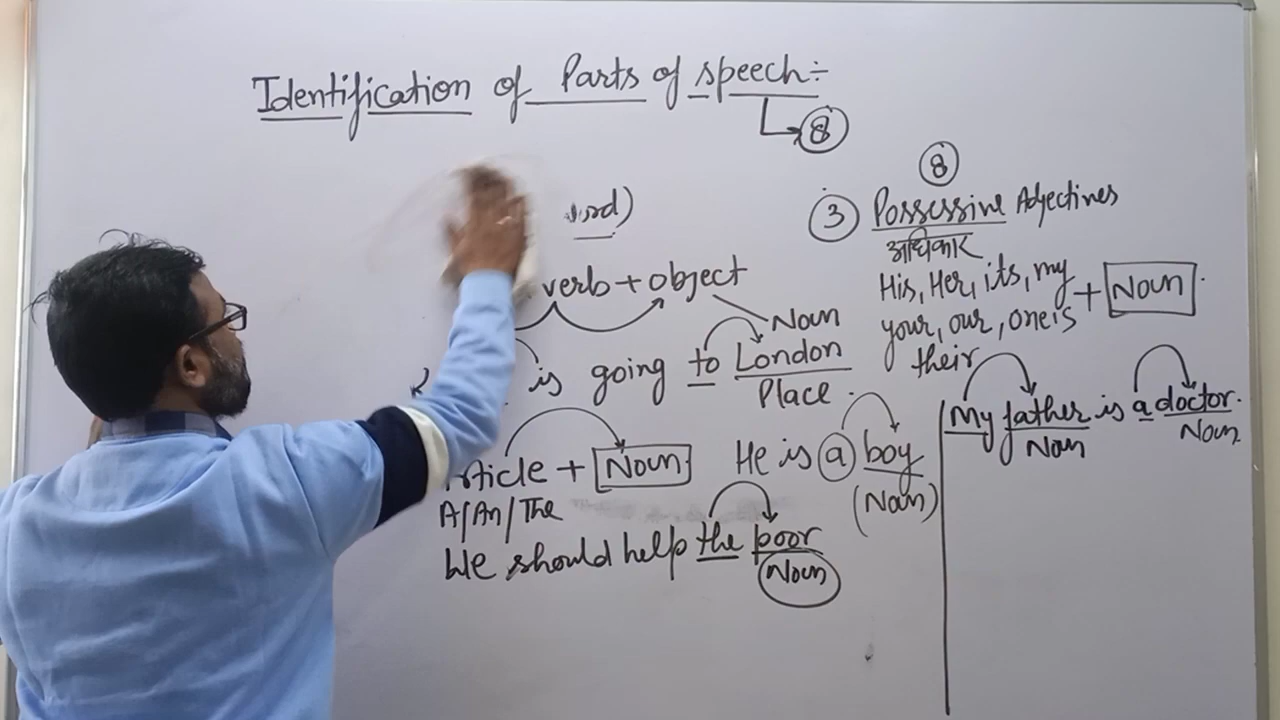 Identification of Parts of speech:-
8
verb + object
Noun
is going to London
Place.
Article + Noun
A/An/The
He is a boy
(Noun)
We should help the poor
Noun
8
3 Possessive Adjectives
अधिकार
His, Her, its, my
your, our, one's
their
+ Noun.
My father is a doctor.
Noun
Noun